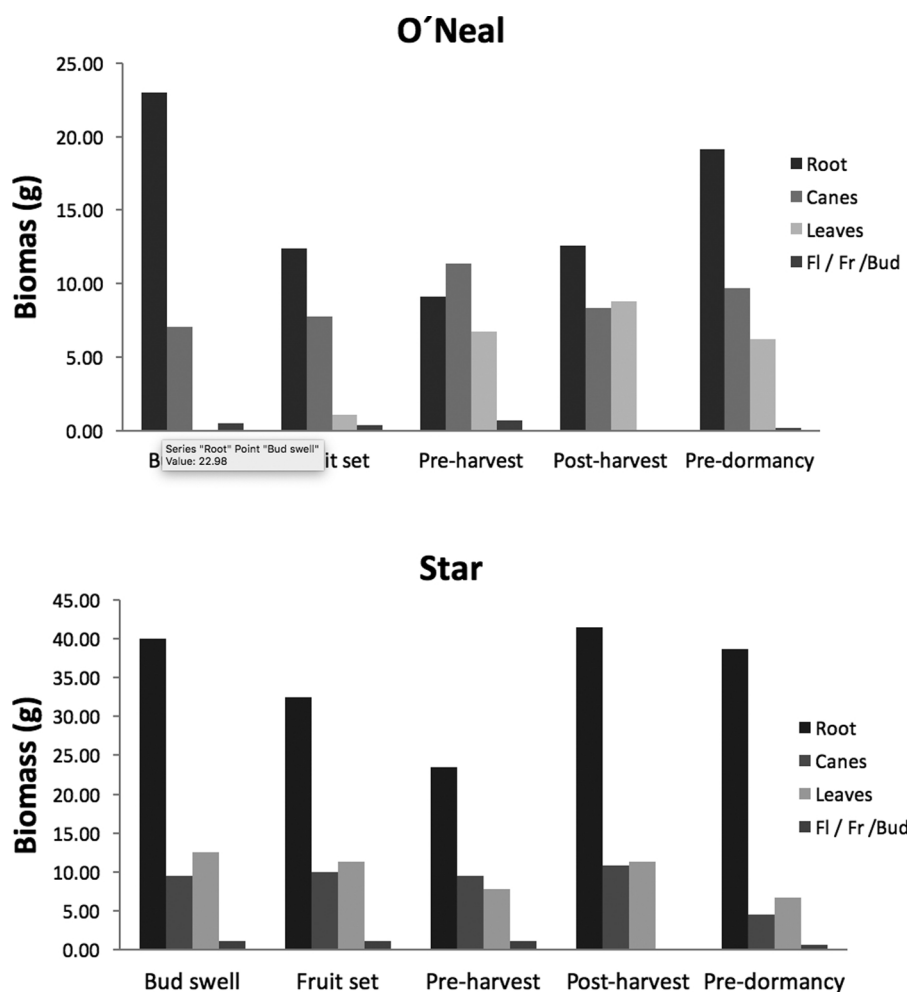 O´Neal
25.00
20.00
15.00
10.00
5.00
0.00
Biomas (g)
Root
Canes
Leaves
Fl / Fr /Bud
Series "Root" Point "Bud swell"
Value: 22.98
B it set Pre-harvest Post-harvest Pre-dormancy
Star
45.00
40.00
35.00
30.00
25.00
20.00
15.00
10.00
5.00
0.00
Biomass (g)
Root
Canes
Leaves
Fl / Fr /Bud
Bud swell Fruit set Pre-harvest Post-harvest Pre-dormancy